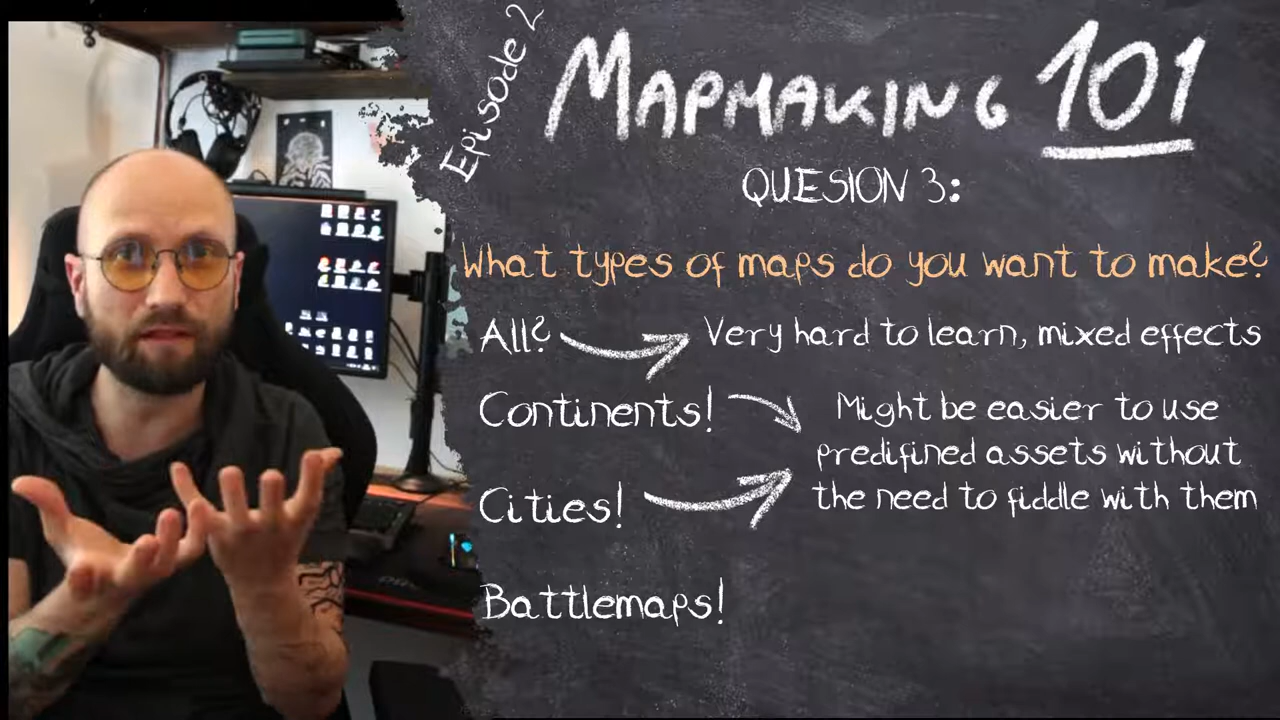 Episode 2
MAPMAKING 101
QUESION 3:
What types of maps do you want to make?
All?
Very hard to learn, mixed effects
Continents!
Might be easier to use
predifined assets without
the need to fiddle with them
Cities!
Battlemaps!